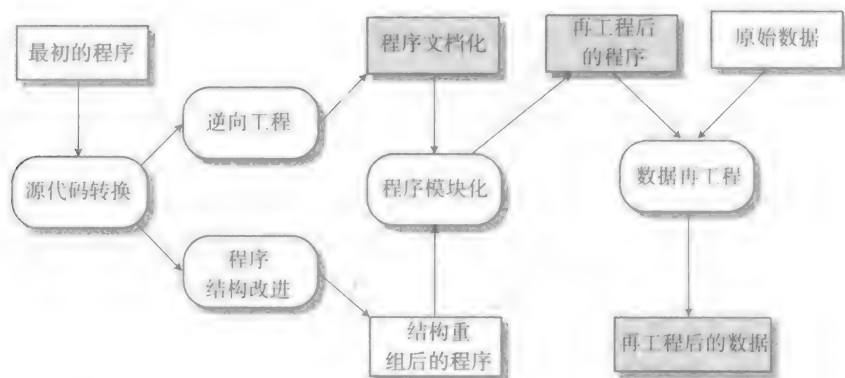 最初的程序
程序文档化
再工程后
的程序
原始数据
逆向工程
源代码转换
程序模块化
数据再工程
程序
结构改进
结构重
组后的程序
再工程后的数据